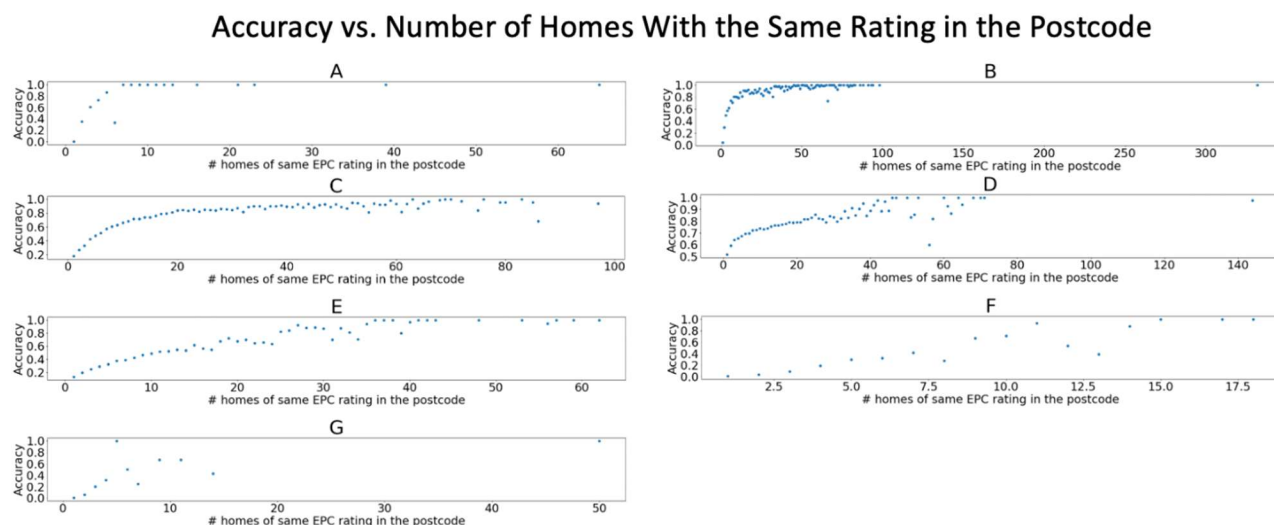 Accuracy vs. Number of Homes With the Same Rating in the Postcode
A
Accuracy
1.0
0.8
0.6
0.4
0.2
0.0
0 10 20 30 40 50 60
# homes of same EPC rating in the postcode
B
Accuracy
1.0
0.8
0.6
0.4
0.2
0.0
0 50 100 150 200 250 300
# homes of same EPC rating in the postcode
C
Accuracy
1.0
0.8
0.6
0.4
0.2
0 20 40 60 80 100
# homes of same EPC rating in the postcode
D
Accuracy
1.0
0.9
0.8
0.7
0.6
0.5
0 20 40 60 80 100 120 140
# homes of same EPC rating in the postcode
E
Accuracy
1.0
0.8
0.6
0.4
0.2
0 10 20 30 40 50 60
# homes of same EPC rating in the postcode
F
Accuracy
1.0
0.8
0.6
0.4
0.2
0.0
2.5 5.0 7.5 10.0 12.5 15.0 17.5
# homes of same EPC rating in the postcode
G
Accuracy
1.0
0.8
0.6
0.4
0.2
0.0
0 10 20 30 40 50
# homes of same EPC rating in the postcode